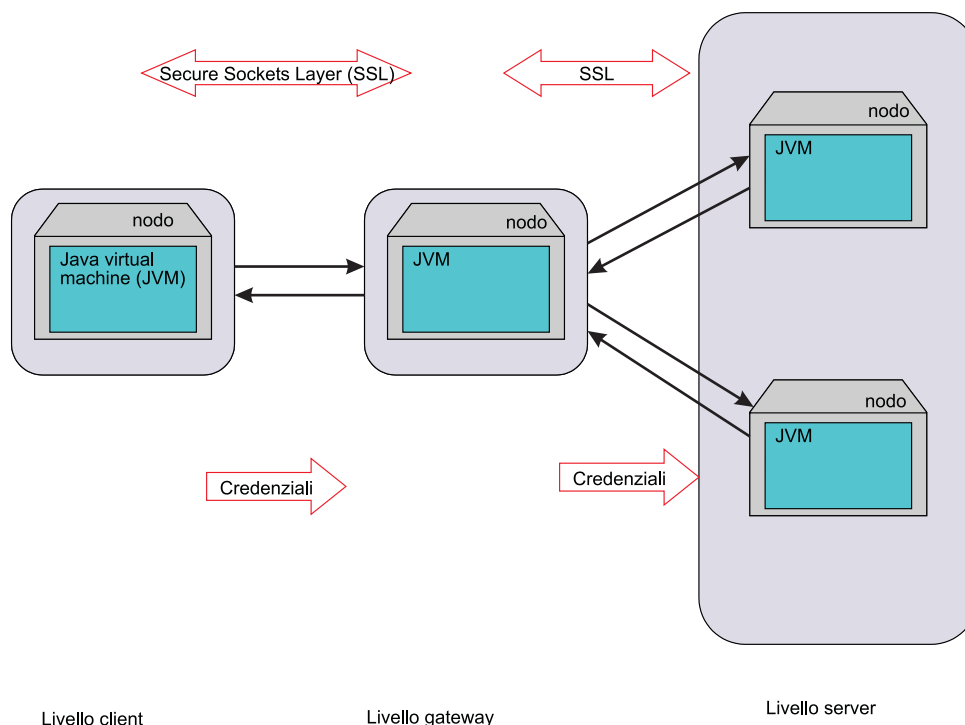 Secure Sockets Layer (SSL)
SSL
nodo
JVM
nodo
Java virtual
machine (JVM)
nodo
JVM
nodo
JVM
Credenziali
Credenziali
Livello client
Livello gateway
Livello server